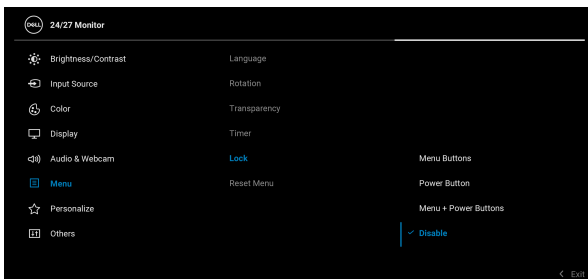 DELL 24/27 Monitor
Brightness/Contrast Language
Input Source Rotation
Color Transparency
Display Timer
Audio & Webcam Lock Menu Buttons
Menu Reset Menu Power Button
Personalize Menu + Power Buttons
Others Disable
Exit